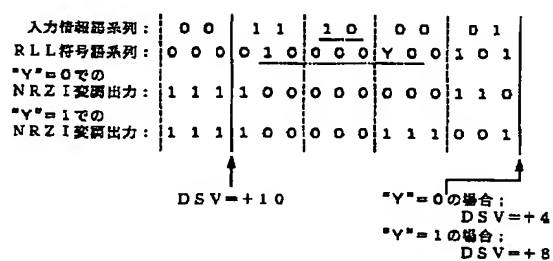 入力情報語系列: 0 0 1 1 1 0 0 0 0 1
RLL符号語系列: 0 0 0 0 1 0 0 0 0 Y 0 0 1 0 1
"Y"=0での
NRZI変調出力: 1 1 1 1 0 0 0 0 0 0 0 0 1 1 0
"Y"=1での
NRZI変調出力: 1 1 1 1 0 0 0 0 0 1 1 1 0 0 1
DSV=+10
"Y"=0の場合;
DSV=+4
"Y"=1の場合;
DSV=+8